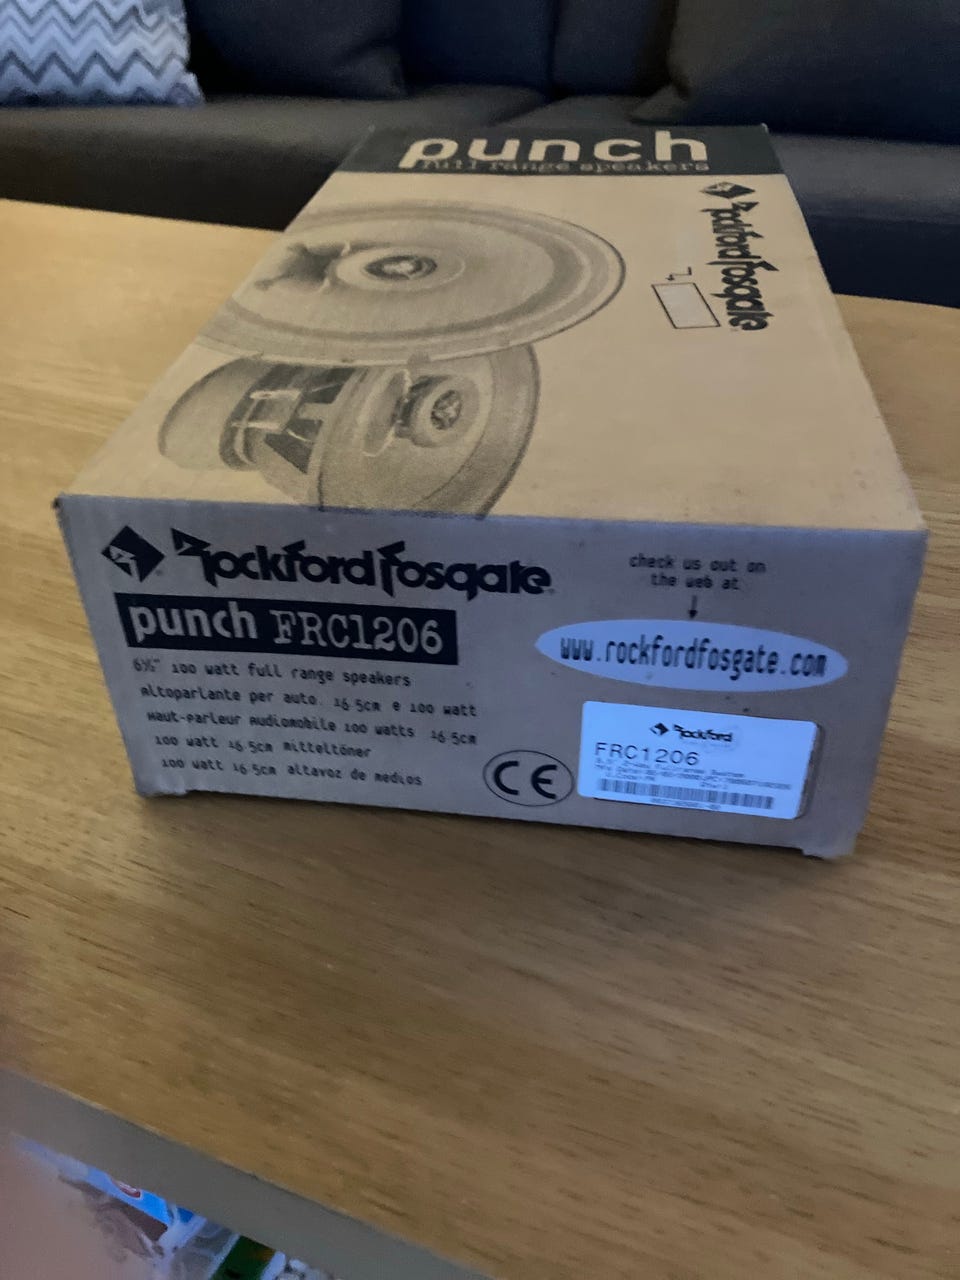 punch
full range speakers
Rockford Fosgate
Rockford Fosgate
punch FRC1206
6½" 100 watt full range speakers
Altoparlante per auto. 16.5cm e 100 watt
Haut-parleur Audiomobile 100 watts 16.5cm
100 watt 16.5cm mitteltöner
100 watt 16.5cm altavoz de medios
CE
check us out on
the web at
www.rockfordfosgate.com
Rockford
FRC1206